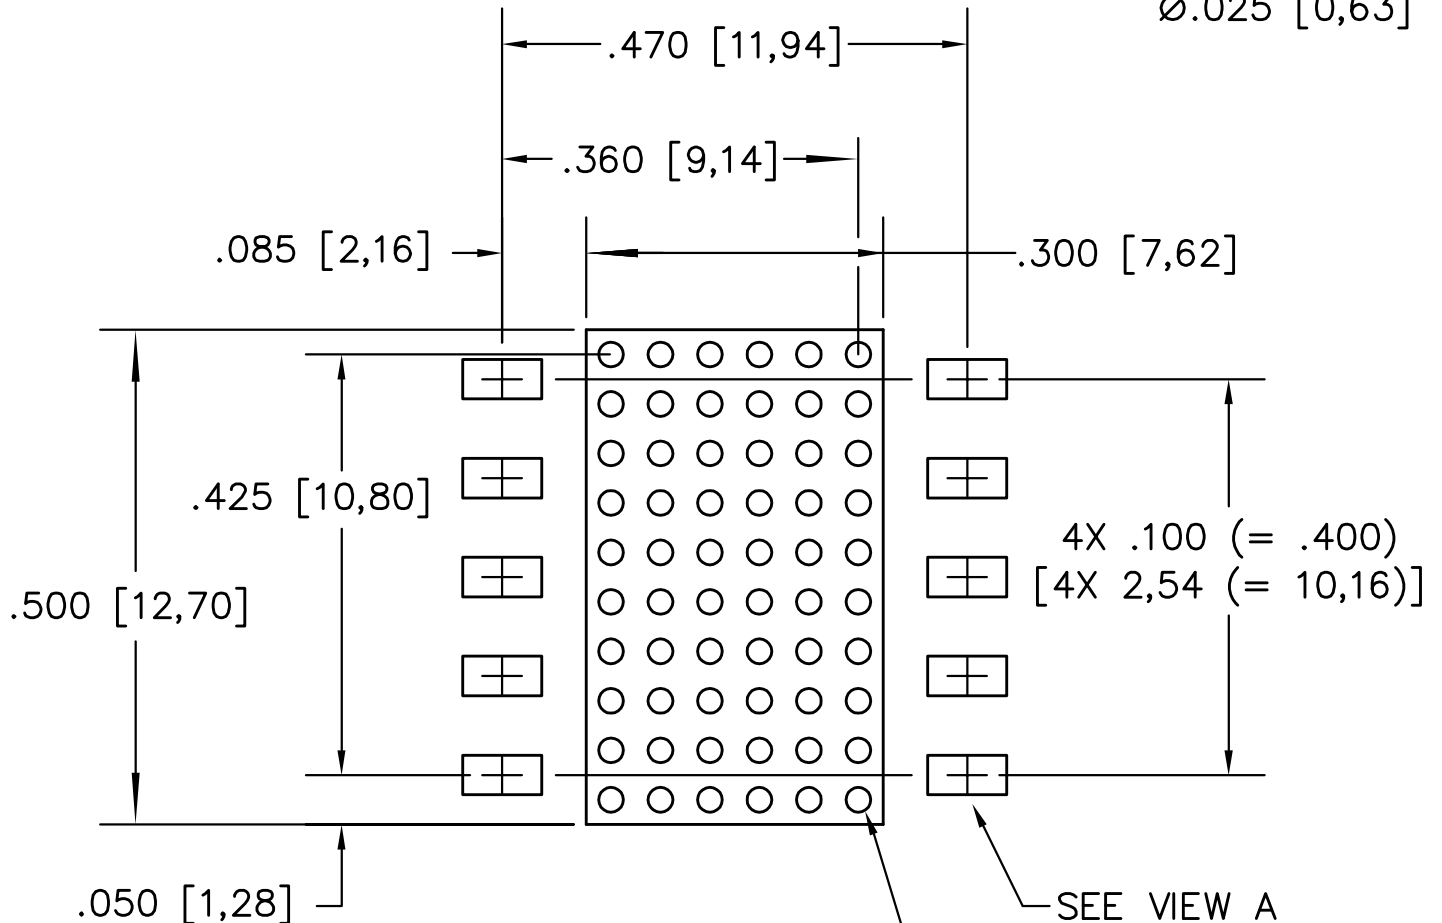 Ø.025 [0,63]
.470 [11,94]
.360 [9,14]
.085 [2,16]
.300 [7,62]
.425 [10,80]
4X .100 (= .400)
[4X 2,54 (= 10,16)]
.500 [12,70]
.050 [1,28]
SEE VIEW A